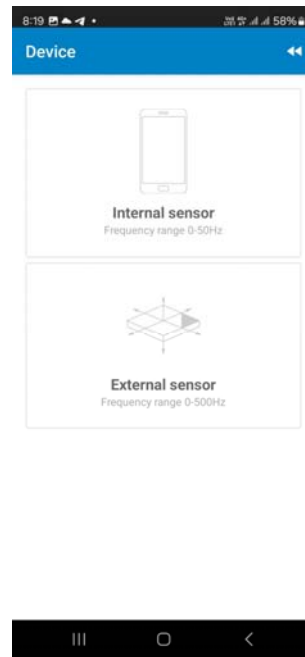 8:19 58%
Device
Internal sensor
Frequency range 0-50Hz
External sensor
Frequency range 0-500Hz